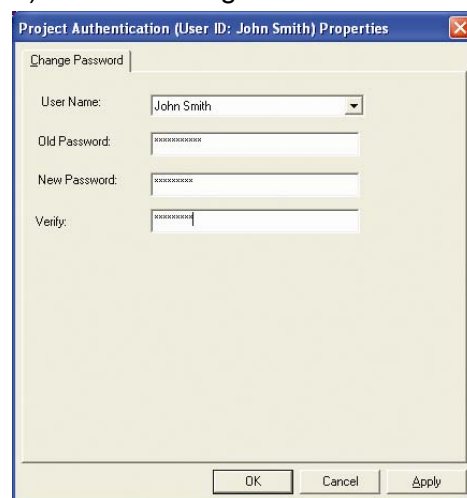 Project Authentication (User ID: John Smith) Properties
Change Password
User Name:
John Smith
Old Password:
***********
New Password:
*********
Verify:
*********
OK
Cancel
Apply